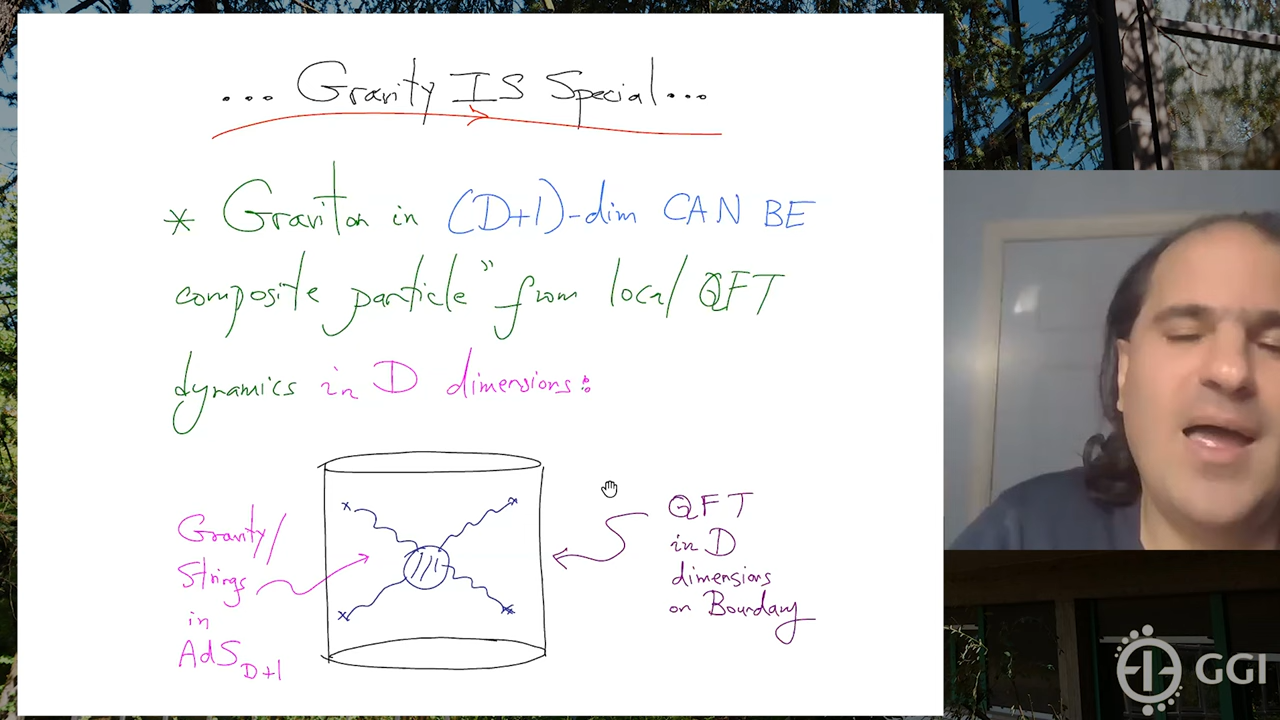 ... Gravity IS Special...
* Graviton in (D+1)-dim CAN BE
composite particle" from local QFT
dynamics in D dimensions:
Gravity/
Strings
in
AdS_{D+1}
QFT
in D
dimensions
on Boundary
GGI